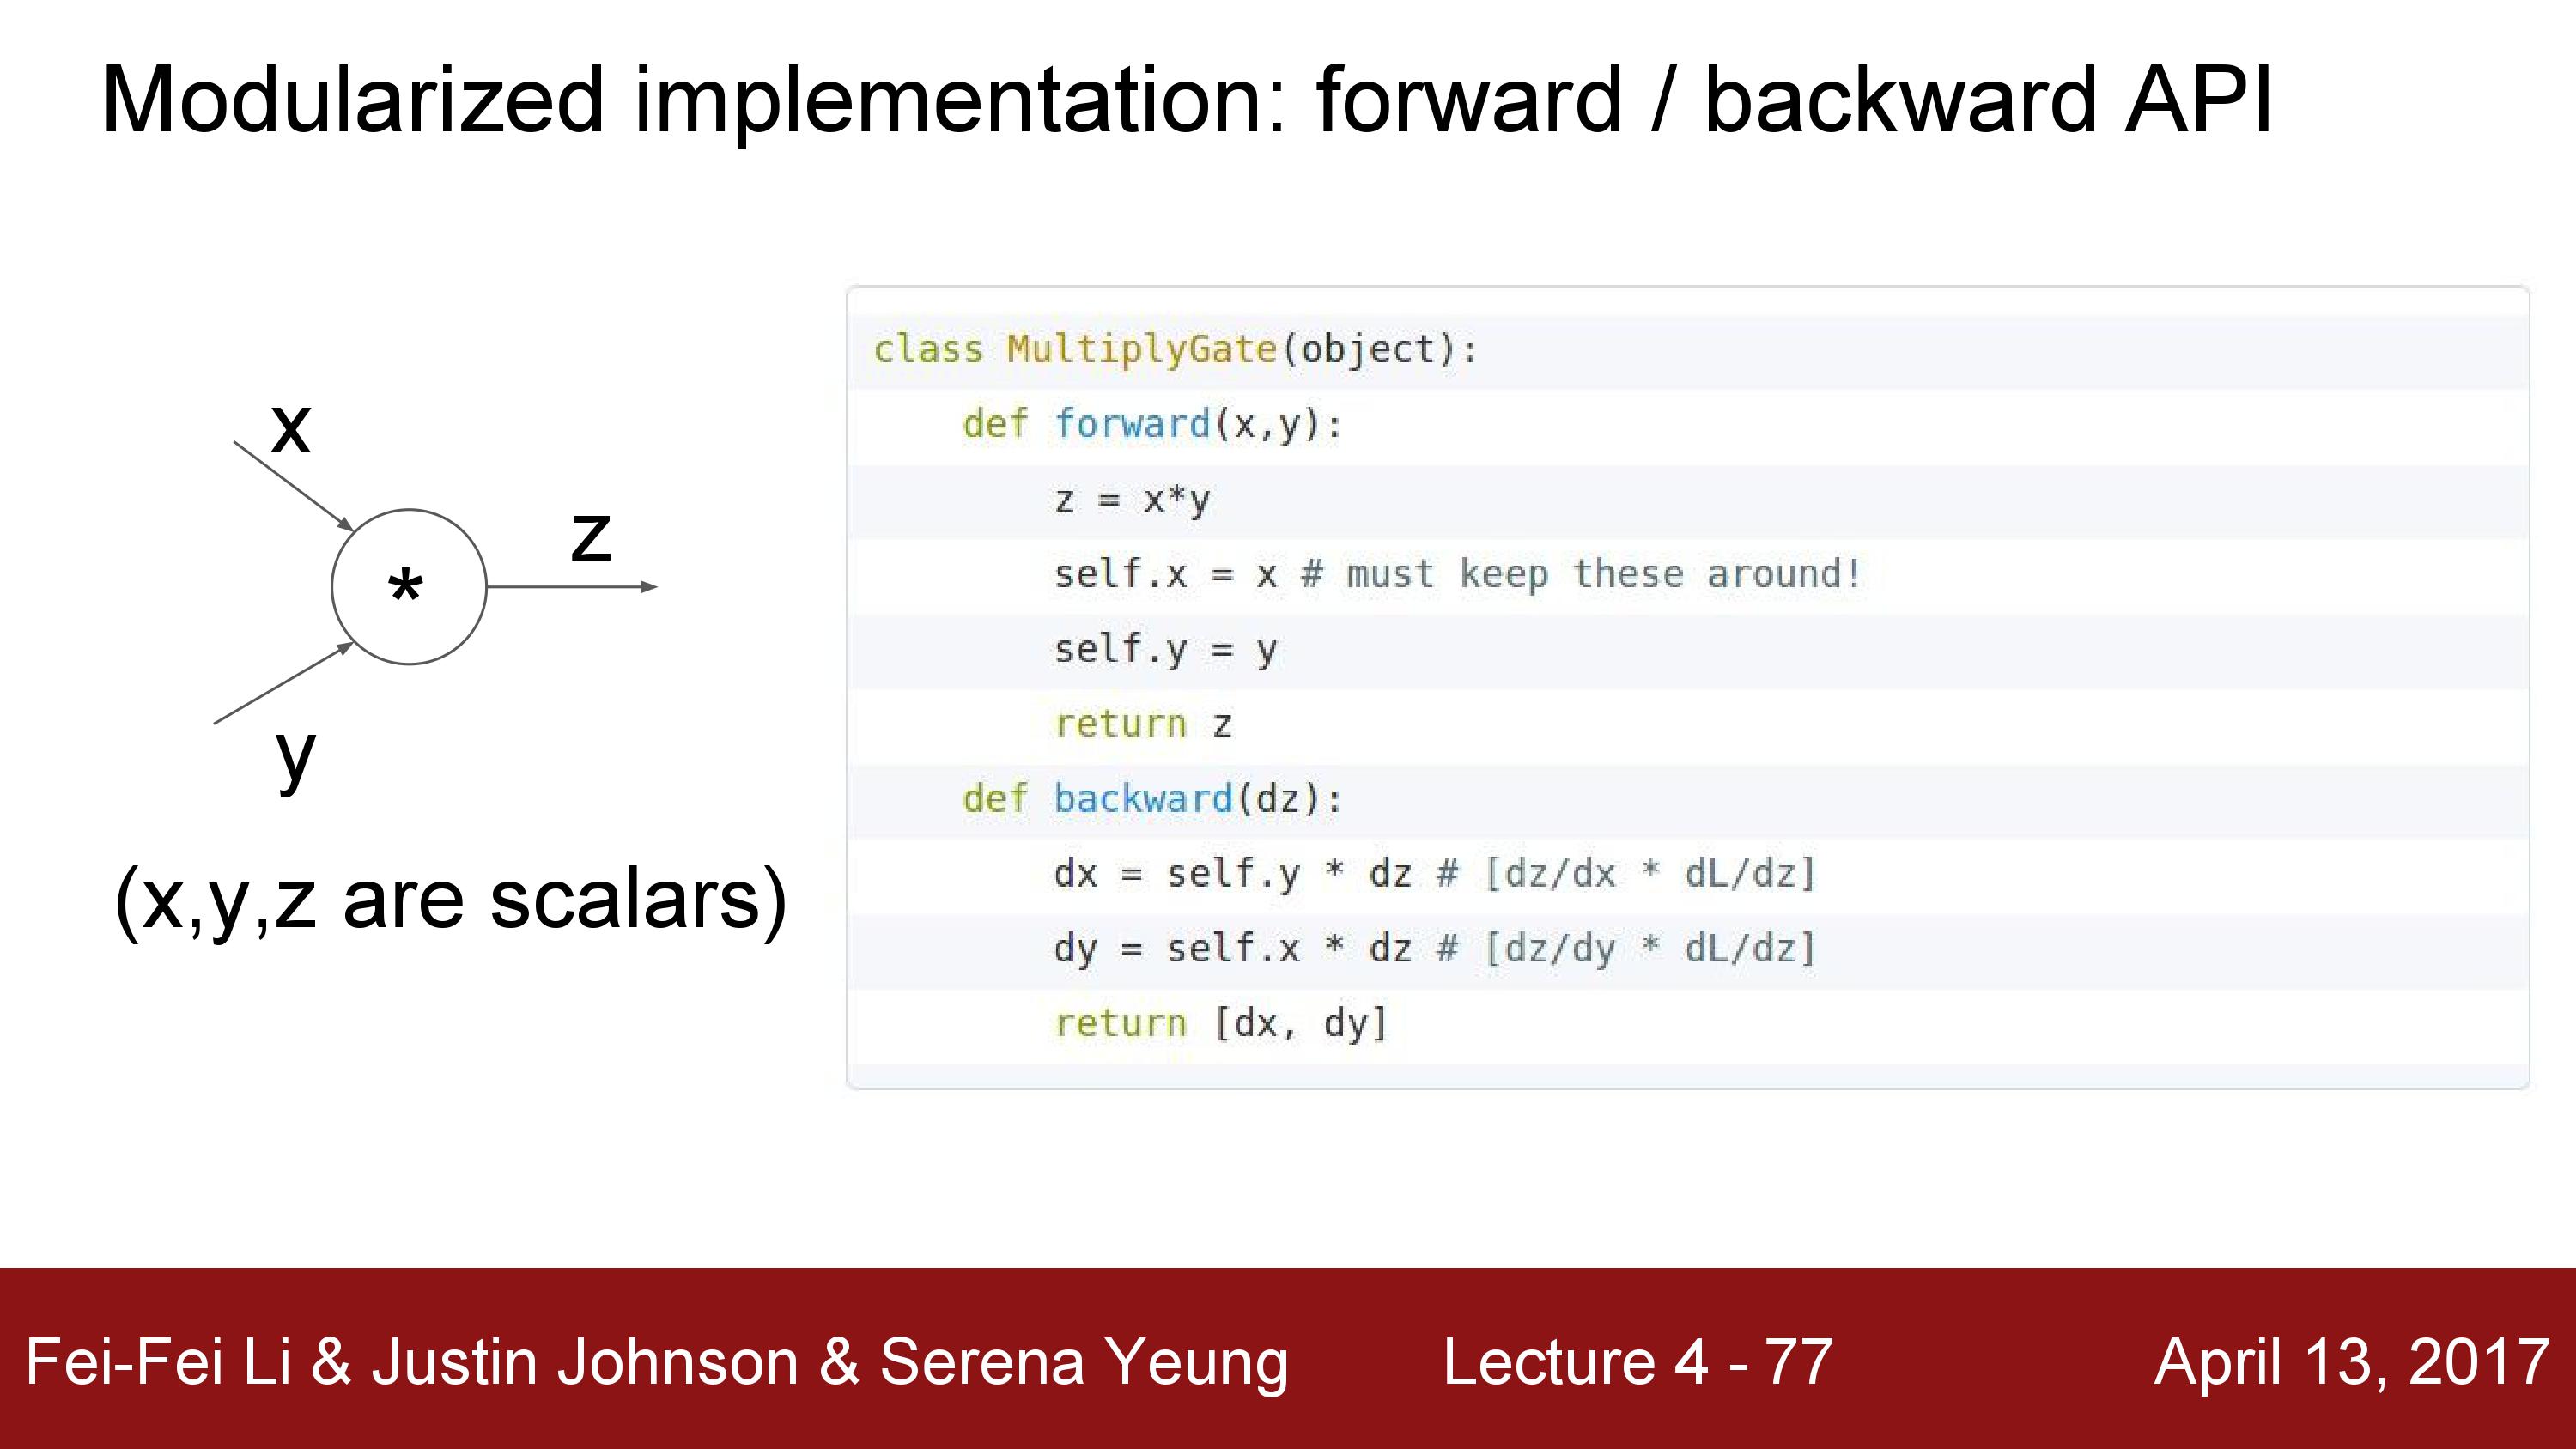 Modularized implementation: forward / backward API
x
z
*
y
(x,y,z are scalars)
class MultiplyGate(object):
    def forward(x,y):
        z = x*y
        self.x = x # must keep these around!
        self.y = y
        return z
    def backward(dz):
        dx = self.y * dz # [dz/dx * dL/dz]
        dy = self.x * dz # [dz/dy * dL/dz]
        return [dx, dy]
Fei-Fei Li & Justin Johnson & Serena Yeung
Lecture 4 - 77
April 13, 2017